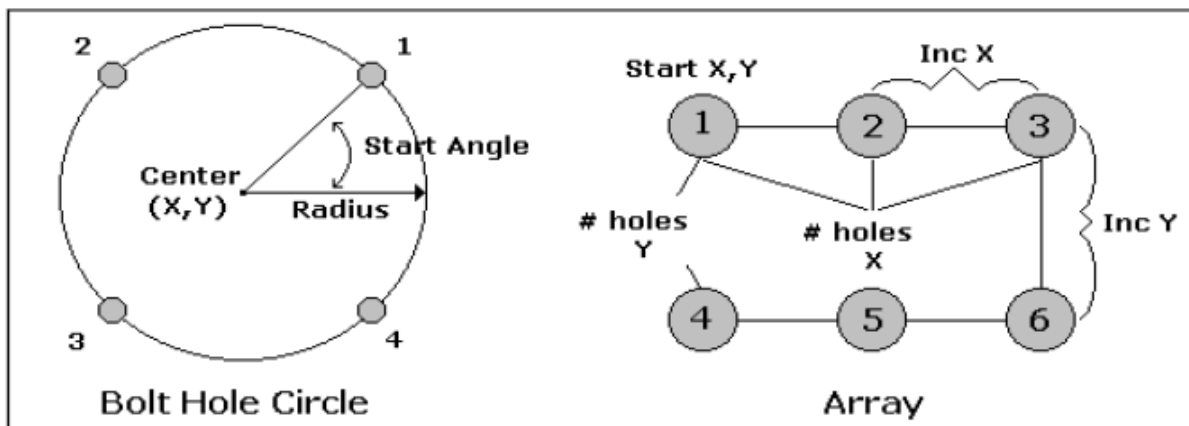 2
1
Start Angle
Center
(X,Y)
Radius
3
4
Bolt Hole Circle
Start X,Y
Inc X
1
2
3
# holes
Y
# holes
X
Inc Y
4
5
6
Array